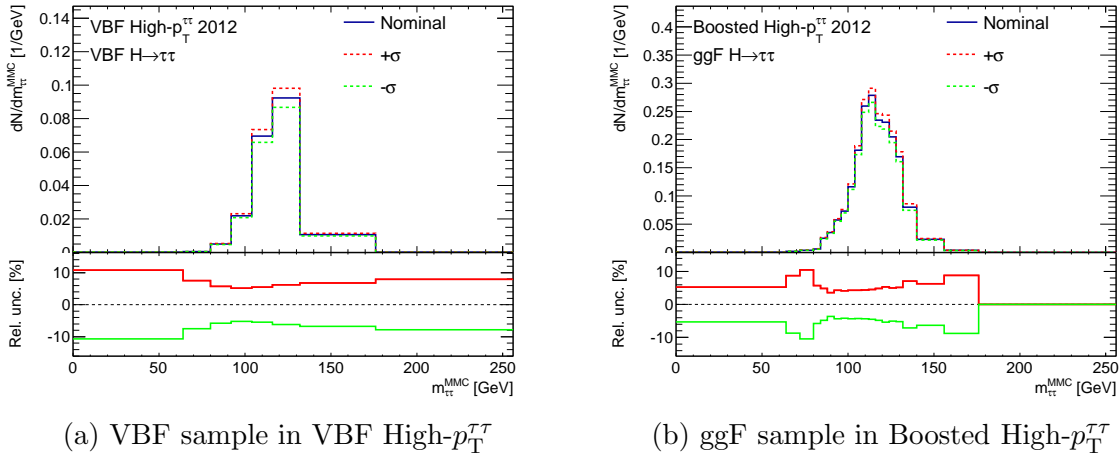 dN/dm_ττ^MMC [1/GeV]
0.14
0.12
0.1
0.08
0.06
0.04
0.02
0
VBF High-p_T^ττ 2012
VBF H→ττ
Nominal
+σ
-σ
Rel. unc. [%]
10
0
-10
0 50 100 150 200 250
m_ττ^MMC [GeV]
(a) VBF sample in VBF High-p_T^ττ
dN/dm_ττ^MMC [1/GeV]
0.4
0.35
0.3
0.25
0.2
0.15
0.1
0.05
0
Boosted High-p_T^ττ 2012
ggF H→ττ
Nominal
+σ
-σ
Rel. unc. [%]
10
0
-10
0 50 100 150 200 250
m_ττ^MMC [GeV]
(b) ggF sample in Boosted High-p_T^ττ